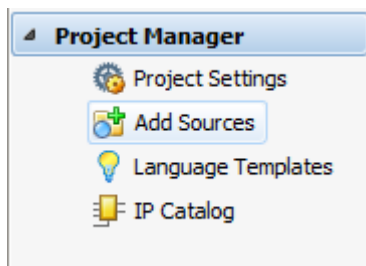 Project Manager
Project Settings
Add Sources
Language Templates
IP Catalog